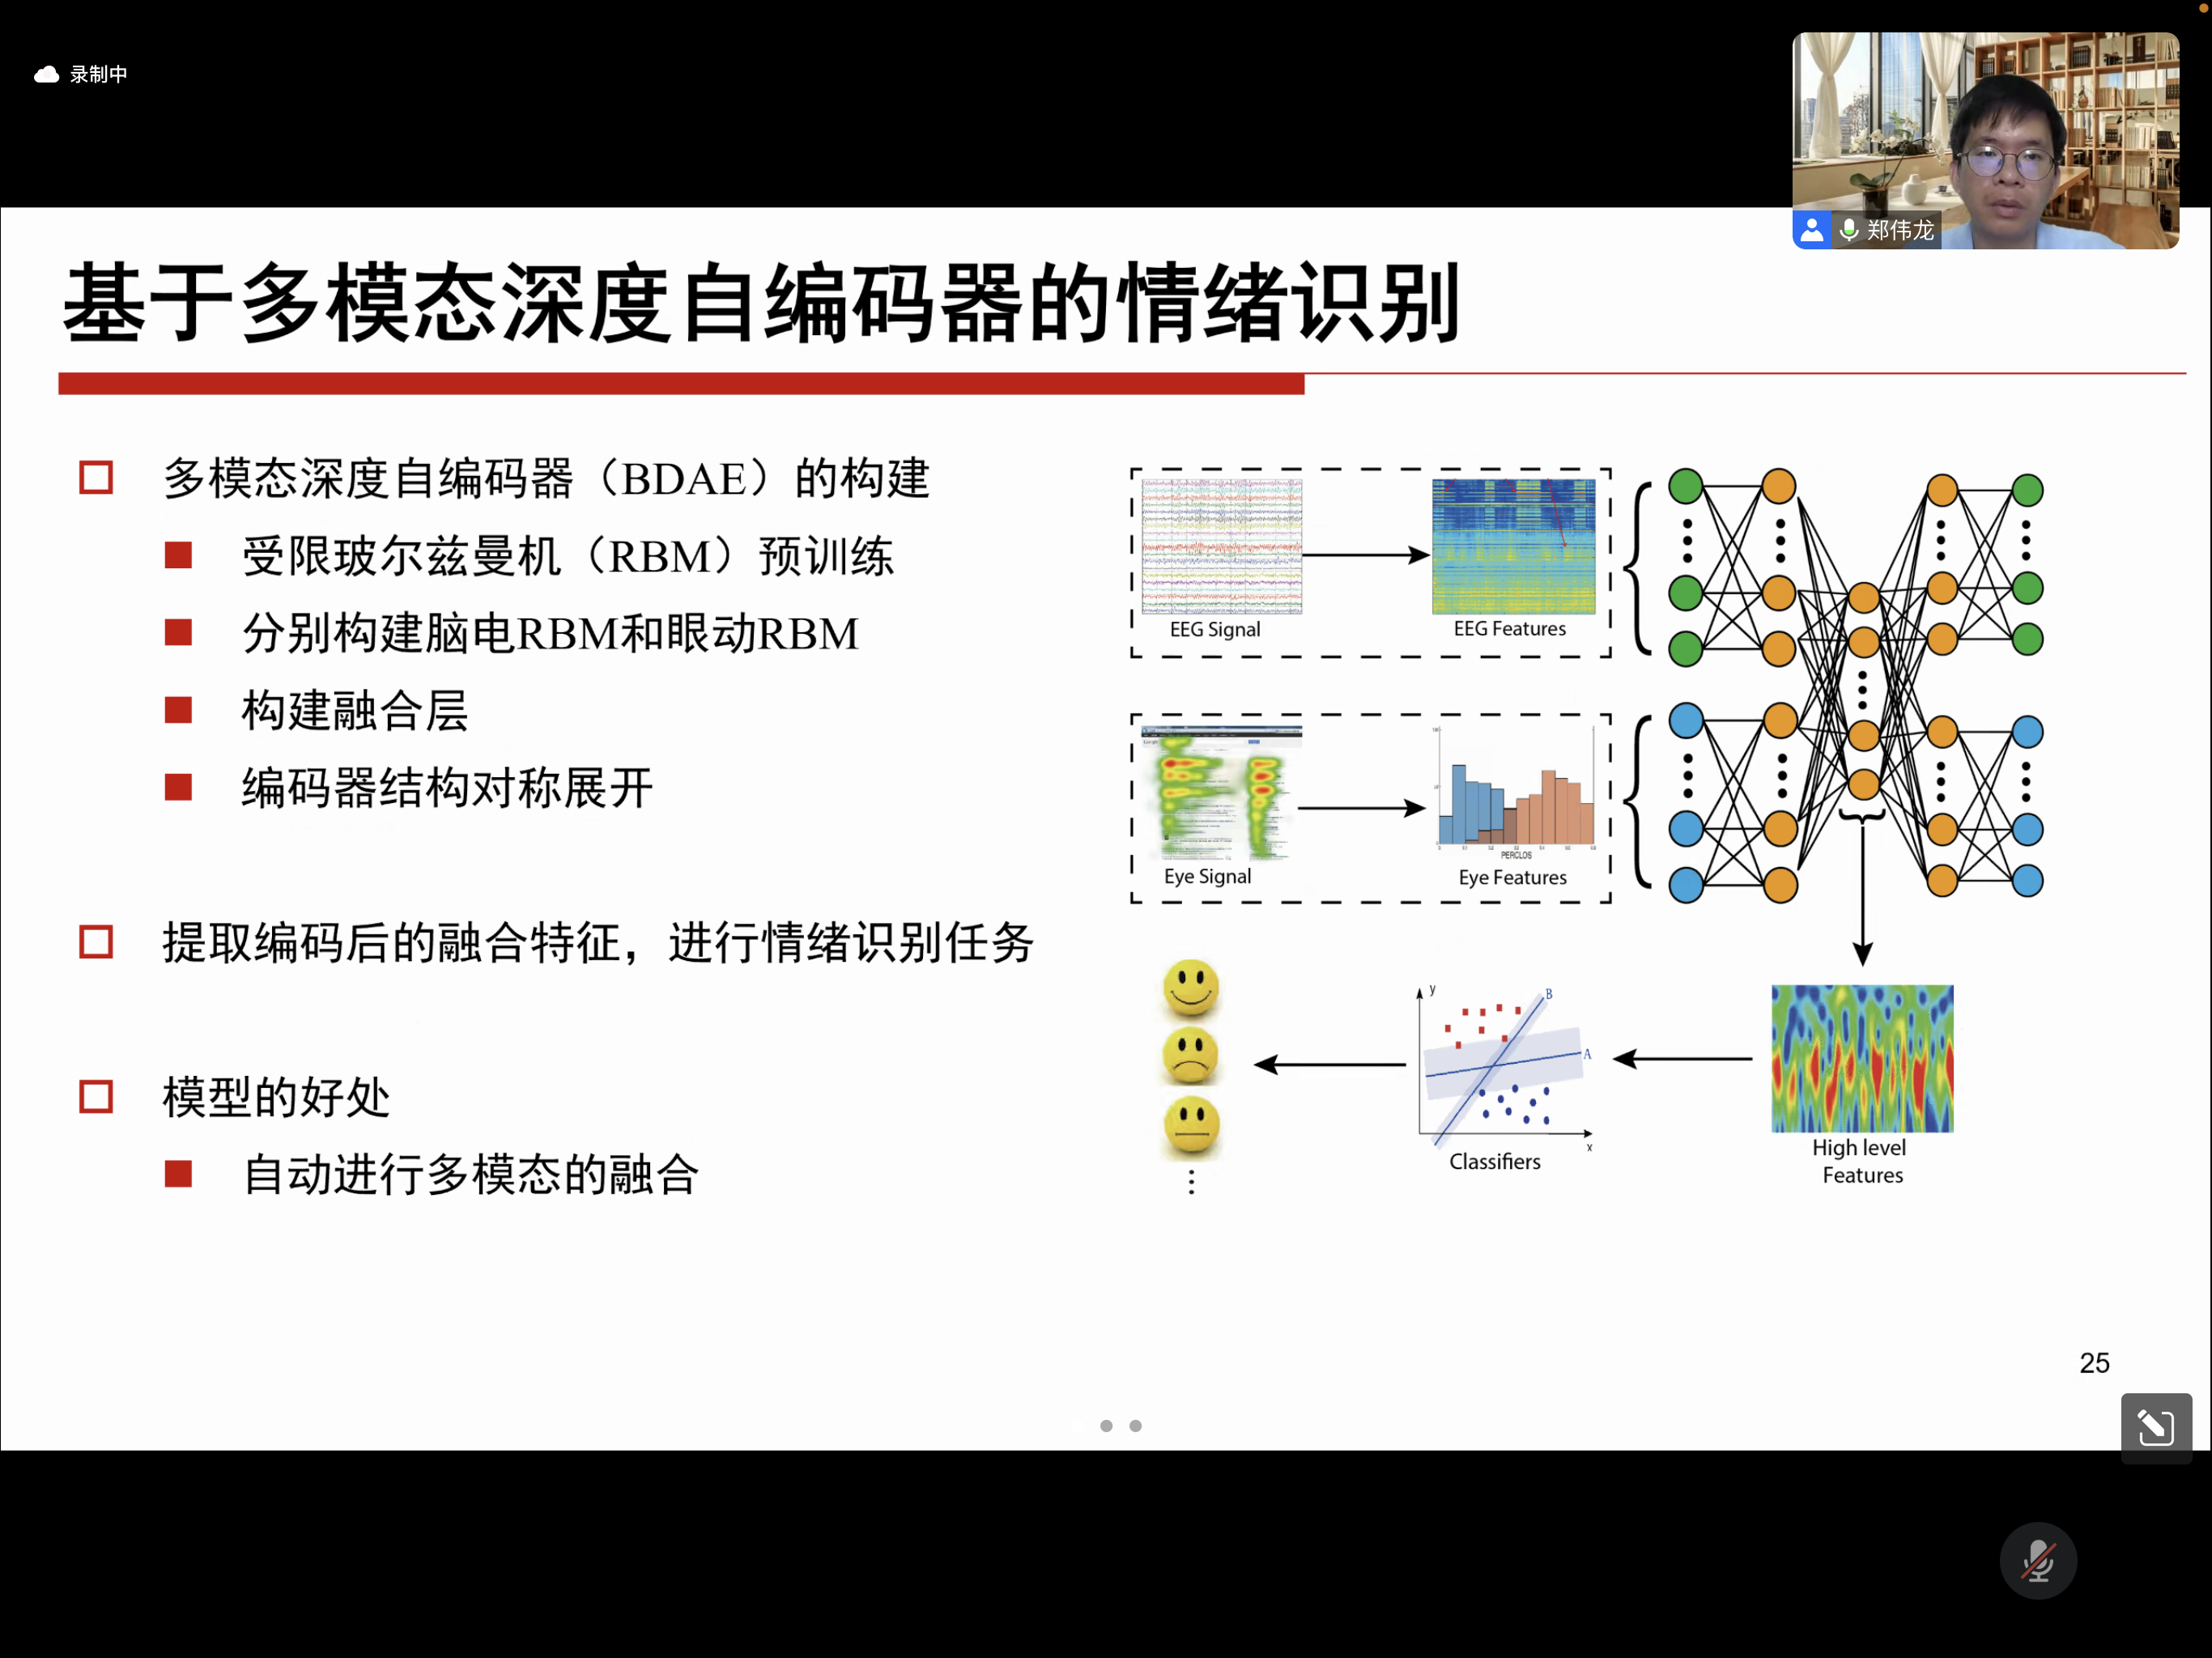 录制中
郑伟龙
基于多模态深度自编码器的情绪识别
多模态深度自编码器（BDAE）的构建
受限玻尔兹曼机（RBM）预训练
分别构建脑电RBM和眼动RBM
构建融合层
编码器结构对称展开
提取编码后的融合特征，进行情绪识别任务
模型的好处
自动进行多模态的融合
EEG Signal
EEG Features
Eye Signal
PERCLOS
Eye Features
y
B
A
x
Classifiers
High level
Features
25